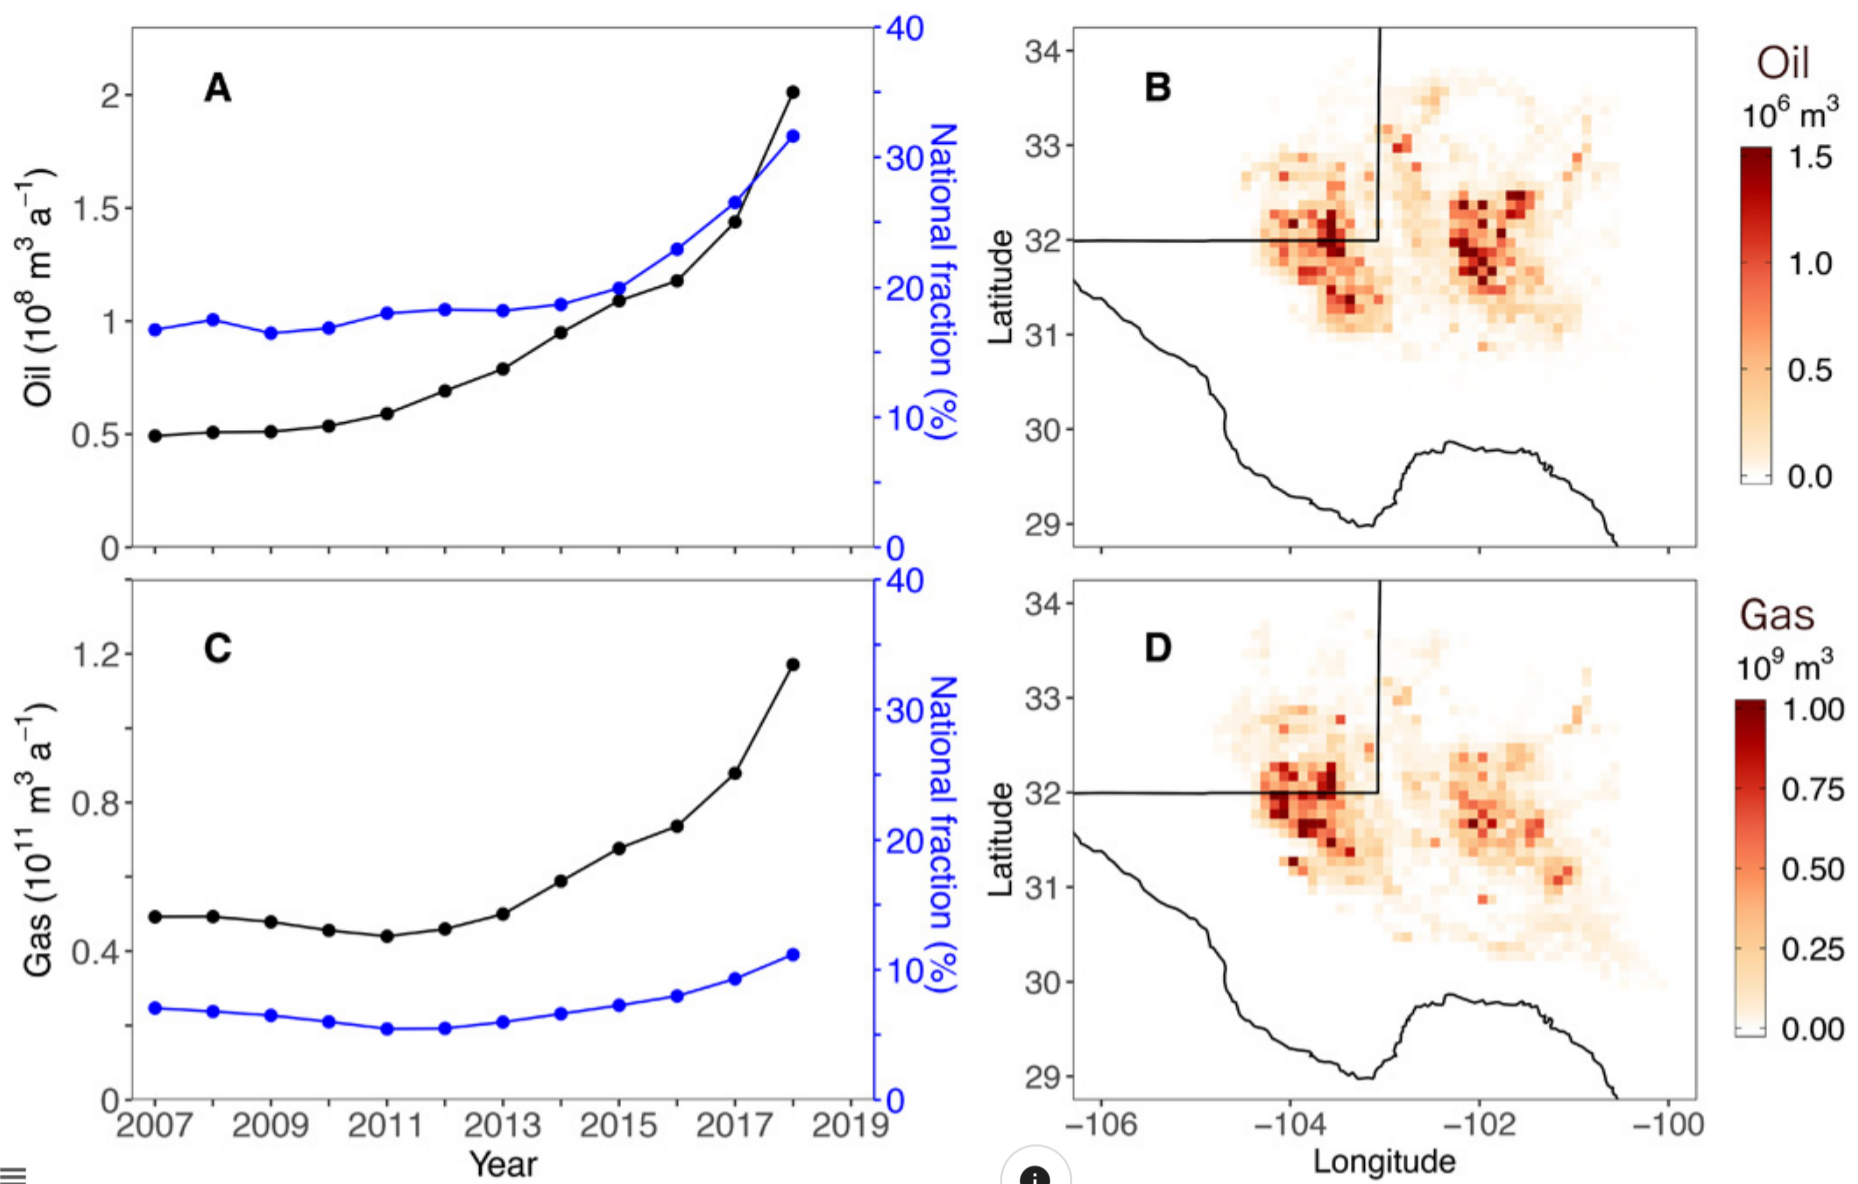 A
Oil (10⁸ m³ a⁻¹)
2
1.5
1
0.5
0
National fraction (%)
40
30
20
10
0
B
Latitude
34
33
32
31
30
29
Oil
10⁶ m³
1.5
1.0
0.5
0.0
C
Gas (10¹¹ m³ a⁻¹)
1.2
0.8
0.4
0
National fraction (%)
40
30
20
10
0
2007 2009 2011 2013 2015 2017 2019
Year
D
Latitude
34
33
32
31
30
29
−106 −104 −102 −100
Longitude
Gas
10⁹ m³
1.00
0.75
0.50
0.25
0.00
i